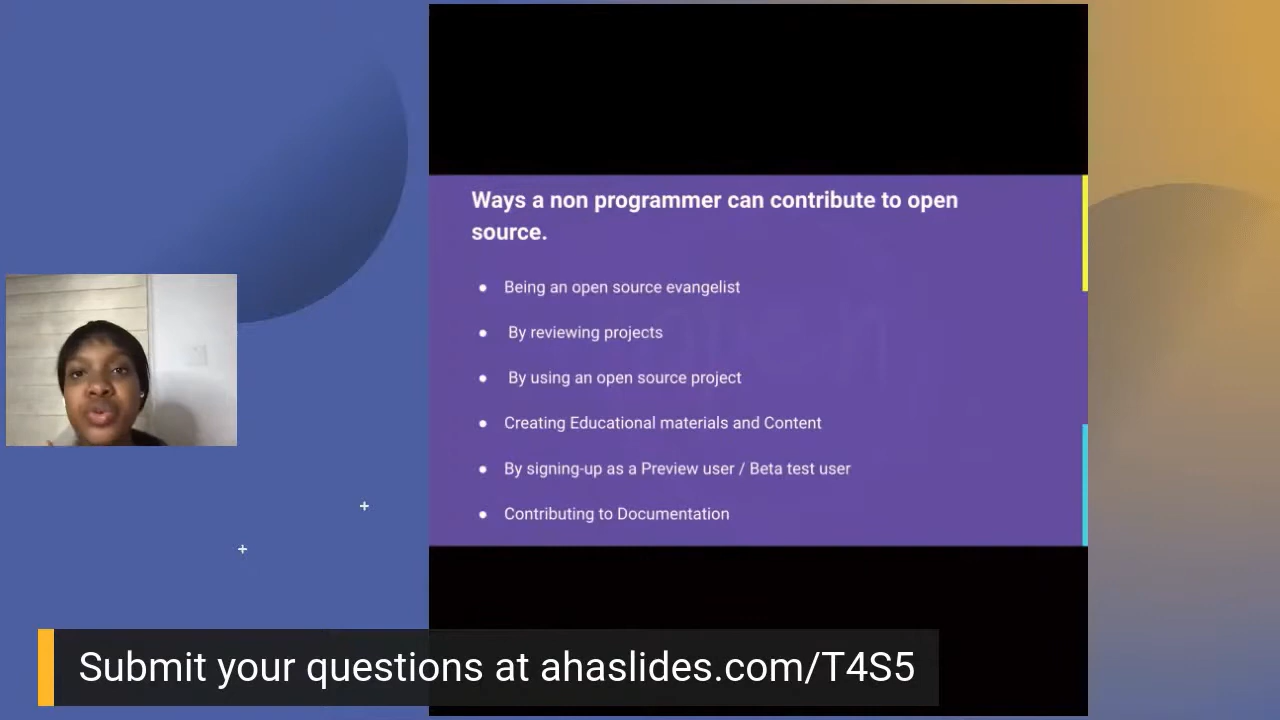 Ways a non programmer can contribute to open
source.
● Being an open source evangelist
● By reviewing projects
● By using an open source project
● Creating Educational materials and Content
● By signing-up as a Preview user / Beta test user
● Contributing to Documentation
Submit your questions at ahaslides.com/T4S5